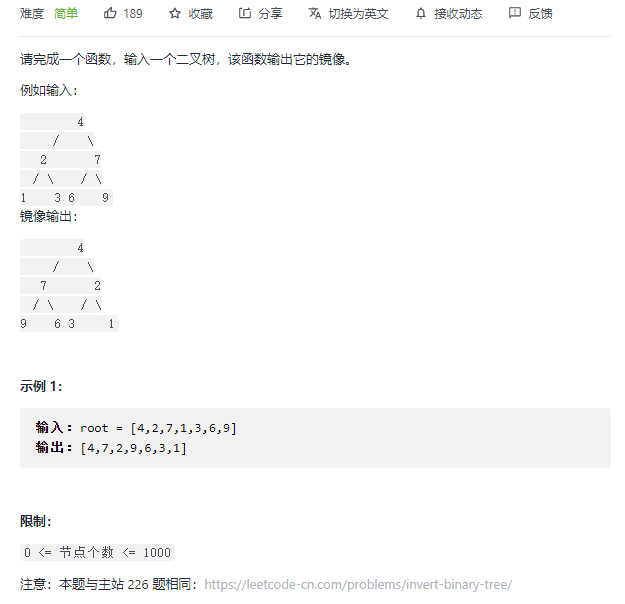 难度 简单 189 收藏 分享 切换为英文 接收动态 反馈
请完成一个函数，输入一个二叉树，该函数输出它的镜像。
例如输入：
4
/ \
2 7
/ \ / \
1 3 6 9
镜像输出：
4
/ \
7 2
/ \ / \
9 6 3 1
示例 1：
输入：root = [4,2,7,1,3,6,9]
输出：[4,7,2,9,6,3,1]
限制：
0 <= 节点个数 <= 1000
注意：本题与主站 226 题相同：https://leetcode-cn.com/problems/invert-binary-tree/